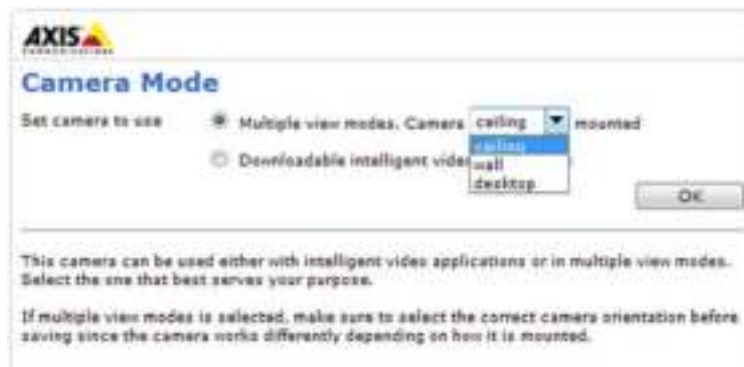 AXIS
COMMUNICATIONS
Camera Mode
Set camera to use Multiple view modes. Camera ceiling mounted
ceiling
Downloadable intelligent video
wall
desktop
OK
This camera can be used either with intelligent video applications or in multiple view modes.
Select the one that best serves your purpose.
If multiple view modes is selected, make sure to select the correct camera orientation before
saving since the camera works differently depending on how it is mounted.